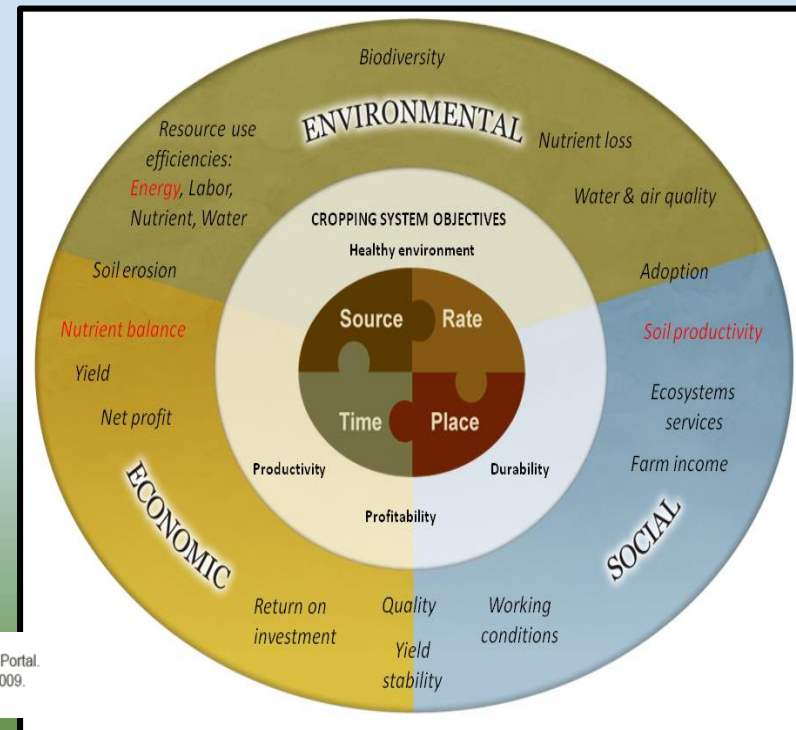 Biodiversity
ENVIRONMENTAL
Resource use
efficiencies:
Energy, Labor,
Nutrient, Water
Nutrient loss
Water & air quality
CROPPING SYSTEM OBJECTIVES
Healthy environment
Soil erosion
Adoption
Source
Rate
Time
Place
Nutrient balance
Yield
Net profit
Soil productivity
Ecosystems
services
Farm income
Productivity
Durability
Profitability
ECONOMIC
SOCIAL
Return on
investment
Quality
Yield
stability
Working
conditions
Portal.
009.